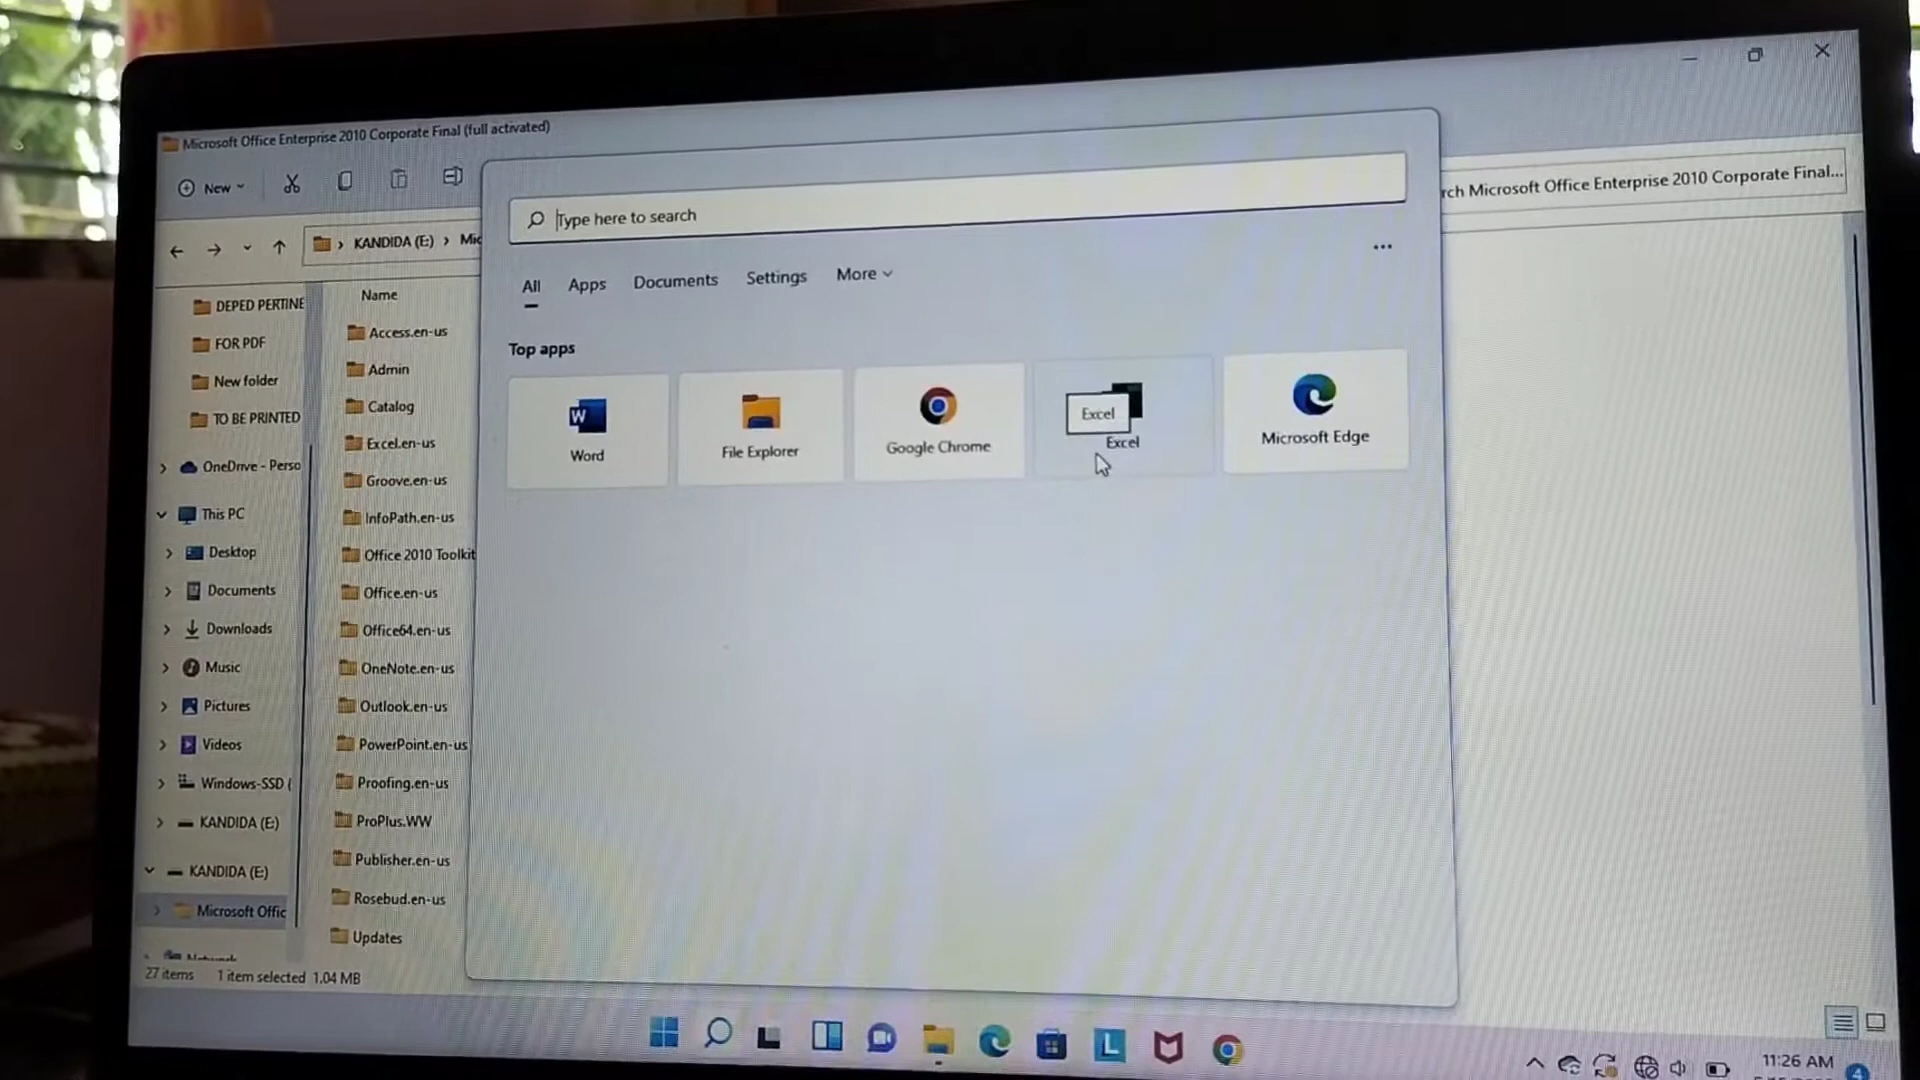 Microsoft Office Enterprise 2010 Corporate Final (full activated)
New
KANDIDA (E:)
rch Microsoft Office Enterprise 2010 Corporate Final...
Type here to search
All
Apps
Documents
Settings
More
Top apps
Word
File Explorer
Google Chrome
Excel
Excel
Microsoft Edge
DEPED PERTINE
FOR PDF
New folder
TO BE PRINTED
OneDrive - Perso
This PC
Desktop
Documents
Downloads
Music
Pictures
Videos
Windows-SSD (
KANDIDA (E:)
KANDIDA (E:)
Microsoft Offic
Network
Name
Access.en-us
Admin
Catalog
Excel.en-us
Groove.en-us
InfoPath.en-us
Office 2010 Toolkit
Office.en-us
Office64.en-us
OneNote.en-us
Outlook.en-us
PowerPoint.en-us
Proofing.en-us
ProPlus.WW
Publisher.en-us
Rosebud.en-us
Updates
27 items 1 item selected 1.04 MB
11:26 AM
4